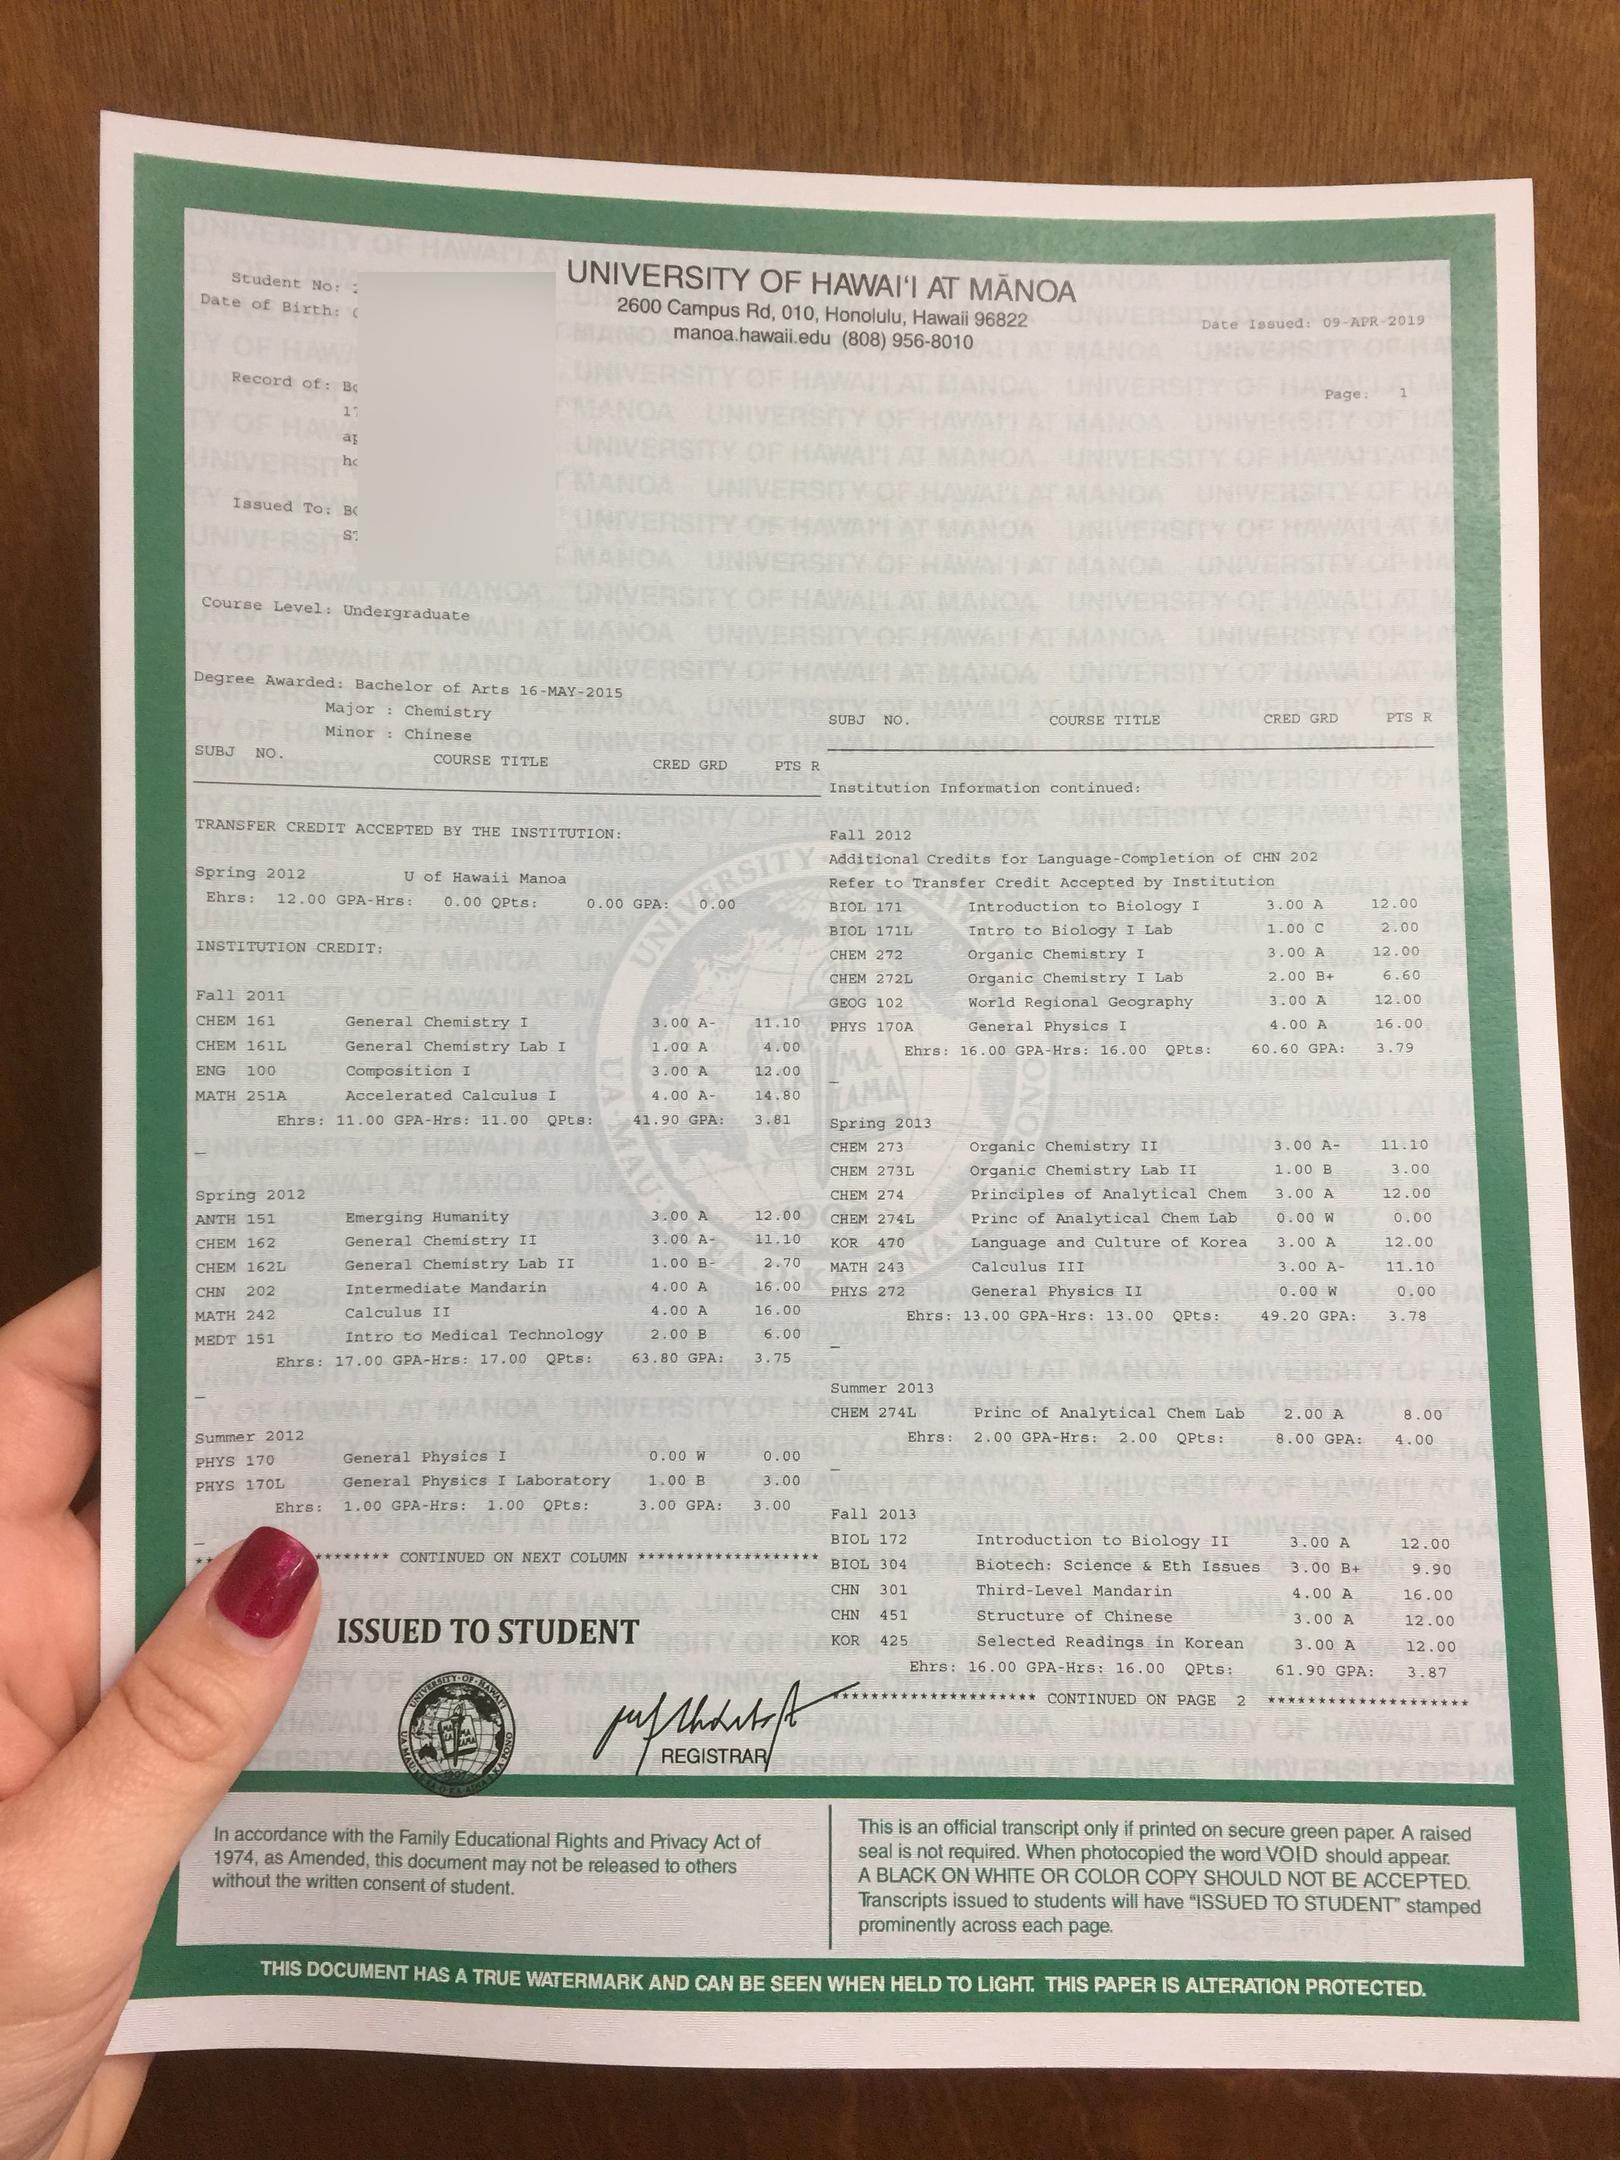 UNIVERSITY OF HAWAI‘I AT MĀNOA
2600 Campus Rd, 010, Honolulu, Hawaii 96822
manoa.hawaii.edu (808) 956-8010
Student No:
Date of Birth:
Date Issued: 09-APR-2019
Record of:
Page: 1
Issued To:
Course Level: Undergraduate
Degree Awarded: Bachelor of Arts 16-MAY-2015
Major : Chemistry
Minor : Chinese
SUBJ NO. COURSE TITLE CRED GRD PTS R
TRANSFER CREDIT ACCEPTED BY THE INSTITUTION:
Spring 2012 U of Hawaii Manoa
Ehrs: 12.00 GPA-Hrs: 0.00 QPts: 0.00 GPA: 0.00
INSTITUTION CREDIT:
Fall 2011
CHEM 161 General Chemistry I 3.00 A- 11.10
CHEM 161L General Chemistry Lab I 1.00 A 4.00
ENG 100 Composition I 3.00 A 12.00
MATH 251A Accelerated Calculus I 4.00 A- 14.80
Ehrs: 11.00 GPA-Hrs: 11.00 QPts: 41.90 GPA: 3.81
Spring 2012
ANTH 151 Emerging Humanity 3.00 A 12.00
CHEM 162 General Chemistry II 3.00 A- 11.10
CHEM 162L General Chemistry Lab II 1.00 B- 2.70
CHN 202 Intermediate Mandarin 4.00 A 16.00
MATH 242 Calculus II 4.00 A 16.00
MEDT 151 Intro to Medical Technology 2.00 B 6.00
Ehrs: 17.00 GPA-Hrs: 17.00 QPts: 63.80 GPA: 3.75
Summer 2012
PHYS 170 General Physics I 0.00 W 0.00
PHYS 170L General Physics I Laboratory 1.00 B 3.00
Ehrs: 1.00 GPA-Hrs: 1.00 QPts: 3.00 GPA: 3.00
******** CONTINUED ON NEXT COLUMN *******************
SUBJ NO. COURSE TITLE CRED GRD PTS R
Institution Information continued:
Fall 2012
Additional Credits for Language-Completion of CHN 202
Refer to Transfer Credit Accepted by Institution
BIOL 171 Introduction to Biology I 3.00 A 12.00
BIOL 171L Intro to Biology I Lab 1.00 C 2.00
CHEM 272 Organic Chemistry I 3.00 A 12.00
CHEM 272L Organic Chemistry I Lab 2.00 B+ 6.60
GEOG 102 World Regional Geography 3.00 A 12.00
PHYS 170A General Physics I 4.00 A 16.00
Ehrs: 16.00 GPA-Hrs: 16.00 QPts: 60.60 GPA: 3.79
Spring 2013
CHEM 273 Organic Chemistry II 3.00 A- 11.10
CHEM 273L Organic Chemistry Lab II 1.00 B 3.00
CHEM 274 Principles of Analytical Chem 3.00 A 12.00
CHEM 274L Princ of Analytical Chem Lab 0.00 W 0.00
KOR 470 Language and Culture of Korea 3.00 A 12.00
MATH 243 Calculus III 3.00 A- 11.10
PHYS 272 General Physics II 0.00 W 0.00
Ehrs: 13.00 GPA-Hrs: 13.00 QPts: 49.20 GPA: 3.78
Summer 2013
CHEM 274L Princ of Analytical Chem Lab 2.00 A 8.00
Ehrs: 2.00 GPA-Hrs: 2.00 QPts: 8.00 GPA: 4.00
Fall 2013
BIOL 172 Introduction to Biology II 3.00 A 12.00
BIOL 304 Biotech: Science & Eth Issues 3.00 B+ 9.90
CHN 301 Third-Level Mandarin 4.00 A 16.00
CHN 451 Structure of Chinese 3.00 A 12.00
KOR 425 Selected Readings in Korean 3.00 A 12.00
Ehrs: 16.00 GPA-Hrs: 16.00 QPts: 61.90 GPA: 3.87
********************* CONTINUED ON PAGE 2 ********************
ISSUED TO STUDENT
REGISTRAR
In accordance with the Family Educational Rights and Privacy Act of
1974, as Amended, this document may not be released to others
without the written consent of student.
This is an official transcript only if printed on secure green paper. A raised
seal is not required. When photocopied the word VOID should appear.
A BLACK ON WHITE OR COLOR COPY SHOULD NOT BE ACCEPTED.
Transcripts issued to students will have “ISSUED TO STUDENT” stamped
prominently across each page.
THIS DOCUMENT HAS A TRUE WATERMARK AND CAN BE SEEN WHEN HELD TO LIGHT. THIS PAPER IS ALTERATION PROTECTED.